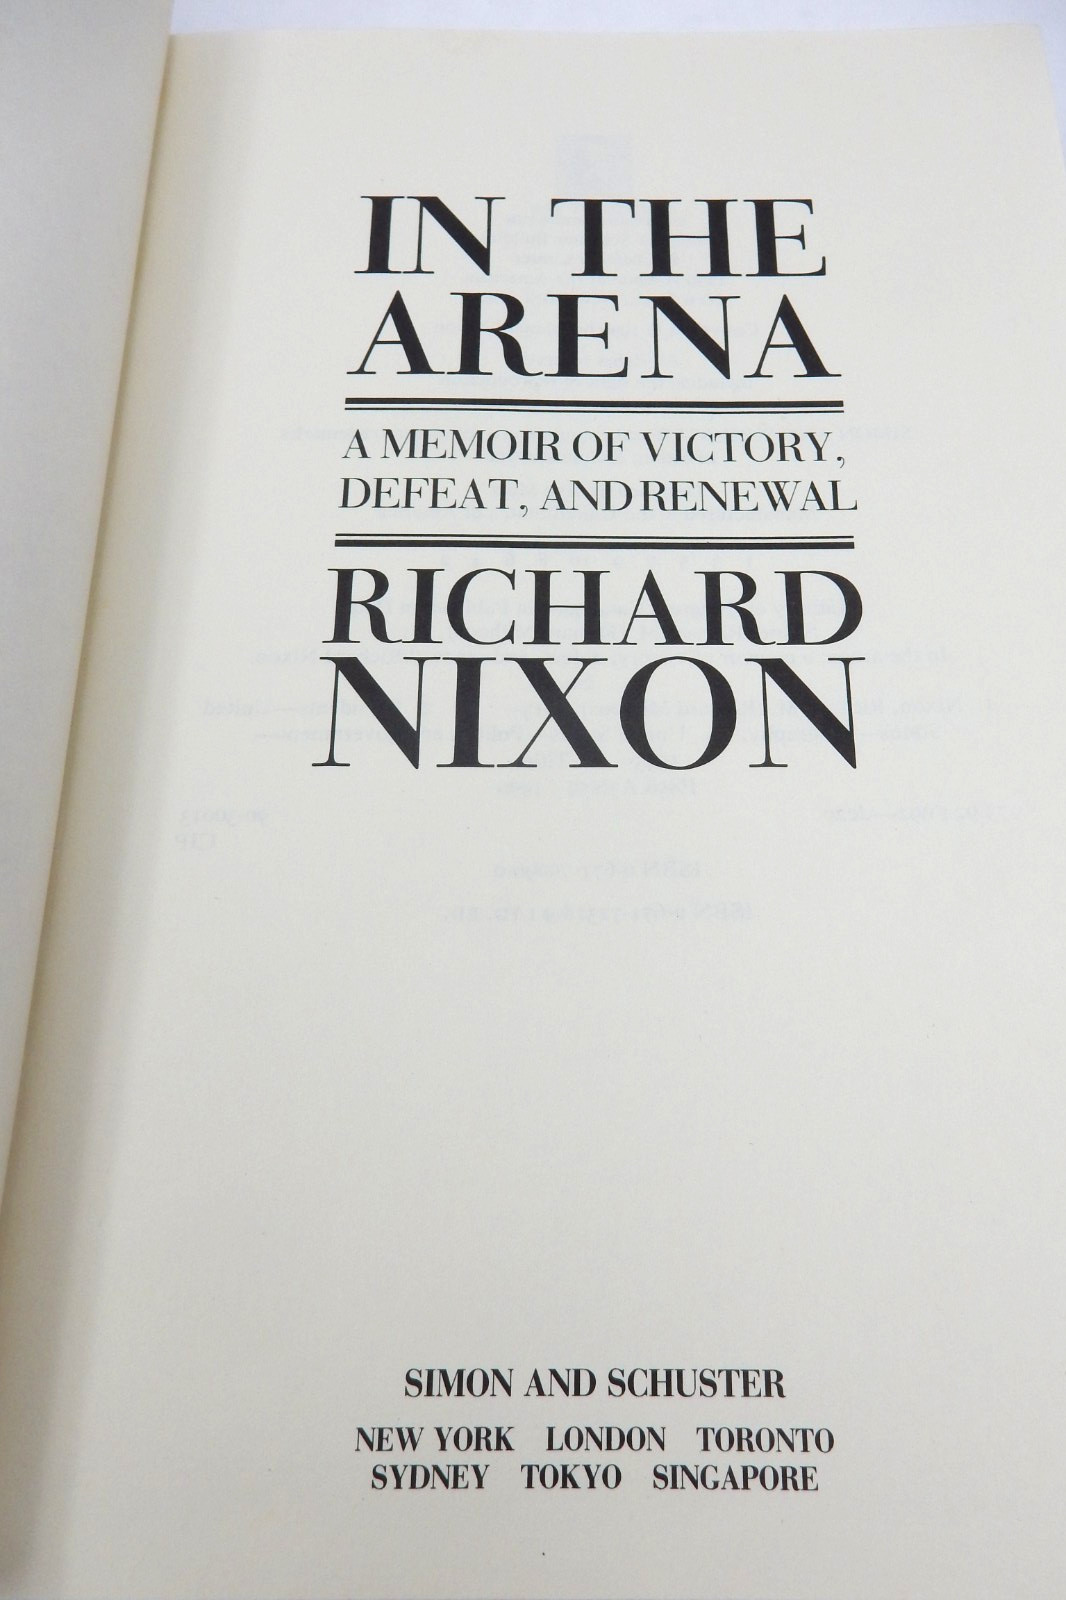 IN THE
ARENA
A MEMOIR OF VICTORY,
DEFEAT, AND RENEWAL
RICHARD
NIXON
SIMON AND SCHUSTER
NEW YORK LONDON TORONTO
SYDNEY TOKYO SINGAPORE